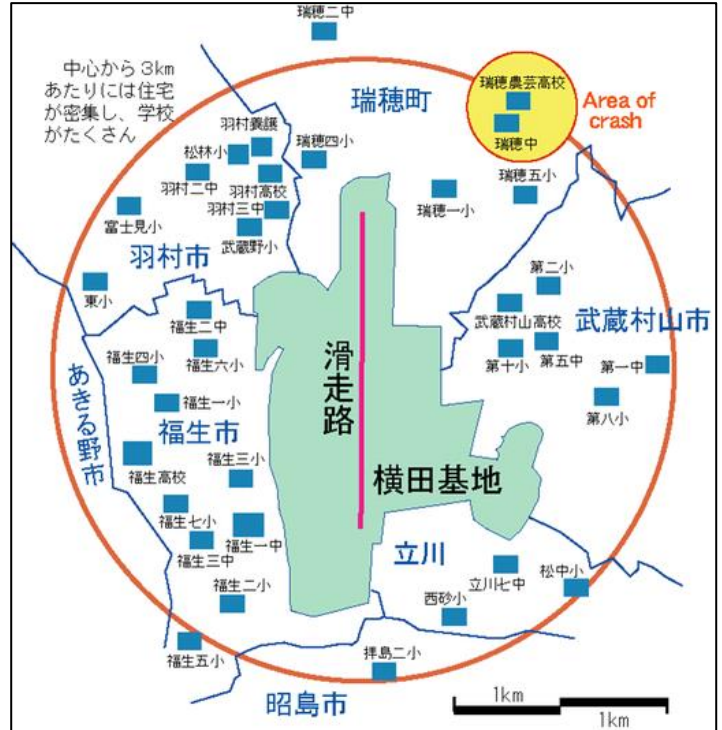 瑞穂二中
中心から3km
あたりには住宅
が密集し、学校
がたくさん
瑞穂町
瑞穂農芸高校
Area of
crash
瑞穂中
羽村養護
松林小
瑞穂四小
羽村二中
羽村高校
羽村三中
武蔵野小
富士見小
瑞穂一小
瑞穂五小
羽村市
東小
第二小
武蔵村山高校
武蔵村山市
第五中
第十小
第一中
第八小
福生二中
福生六小
福生四小
あきる野市
福生一小
福生市
滑走路
横田基地
福生三小
福生高校
福生七小
福生一中
福生三中
立川
福生二小
立川七中
松中小
西砂小
福生五小
拝島二小
昭島市
1km
1km